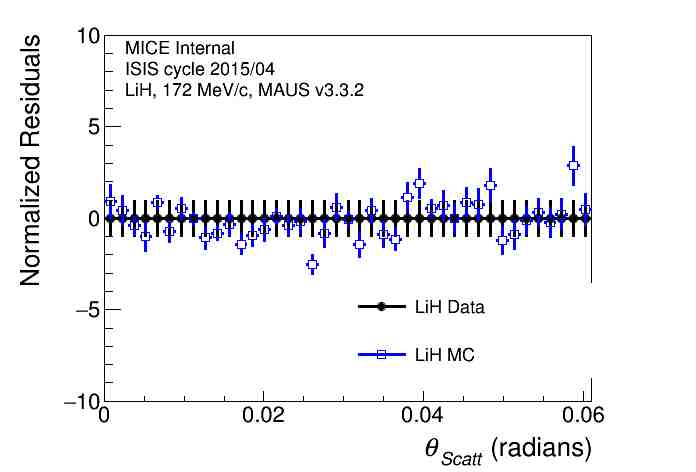 Normalized Residuals
10
5
0
−5
−10
MICE Internal
ISIS cycle 2015/04
LiH, 172 MeV/c, MAUS v3.3.2
LiH Data
LiH MC
0 0.02 0.04 0.06
θ_Scatt (radians)